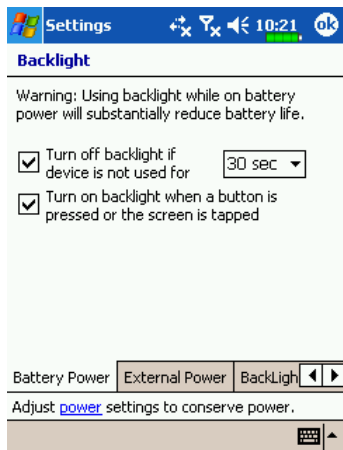 Settings 10:21 ok
Backlight
Warning: Using backlight while on battery
power will substantially reduce battery life.
Turn off backlight if
device is not used for 30 sec
Turn on backlight when a button is
pressed or the screen is tapped
Battery Power External Power BackLigh
Adjust power settings to conserve power.